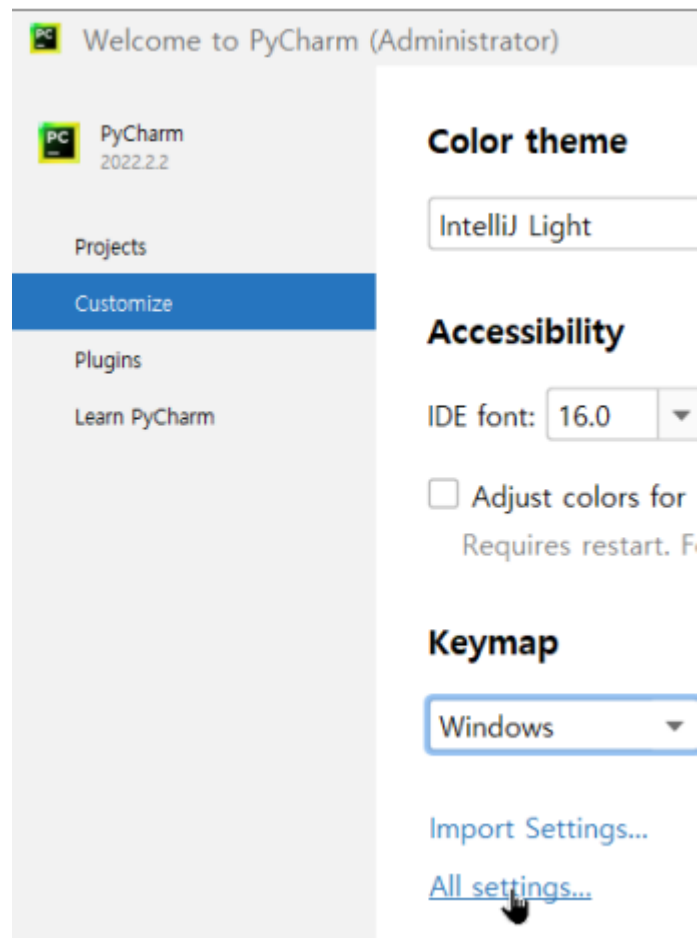 Welcome to PyCharm (Administrator)
PC
PyCharm
2022.2.2
Projects
Customize
Plugins
Learn PyCharm
Color theme
IntelliJ Light
Accessibility
IDE font: 16.0
Adjust colors for
Requires restart.
Keymap
Windows
Import Settings...
All settings...